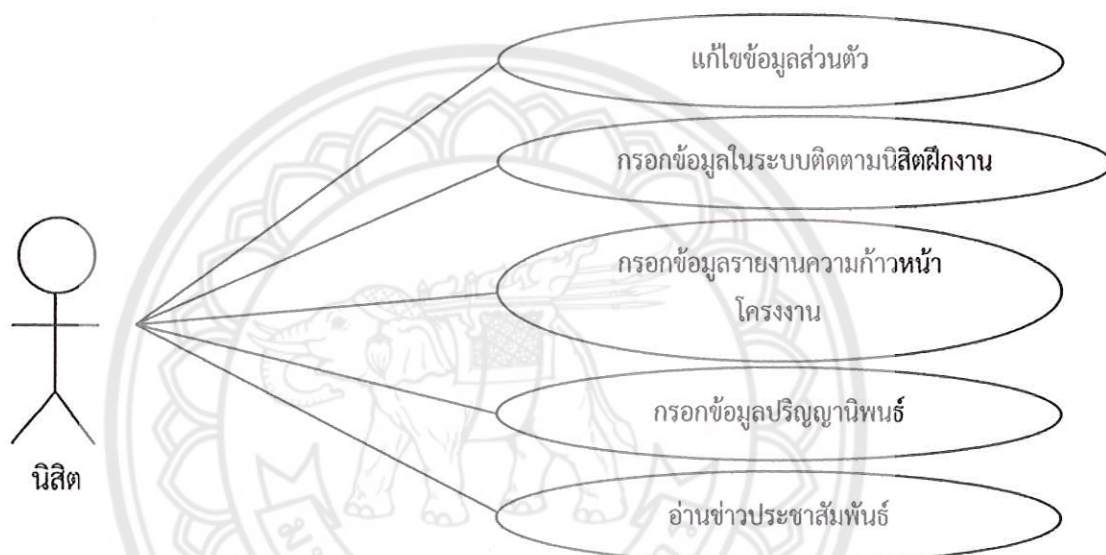 แก้ไขข้อมูลส่วนตัว
กรอกข้อมูลในระบบติดตามนิสิตฝึกงาน
กรอกข้อมูลรายงานความก้าวหน้า
โครงงาน
กรอกข้อมูลปริญญานิพนธ์
นิสิต
อ่านข่าวประชาสัมพันธ์